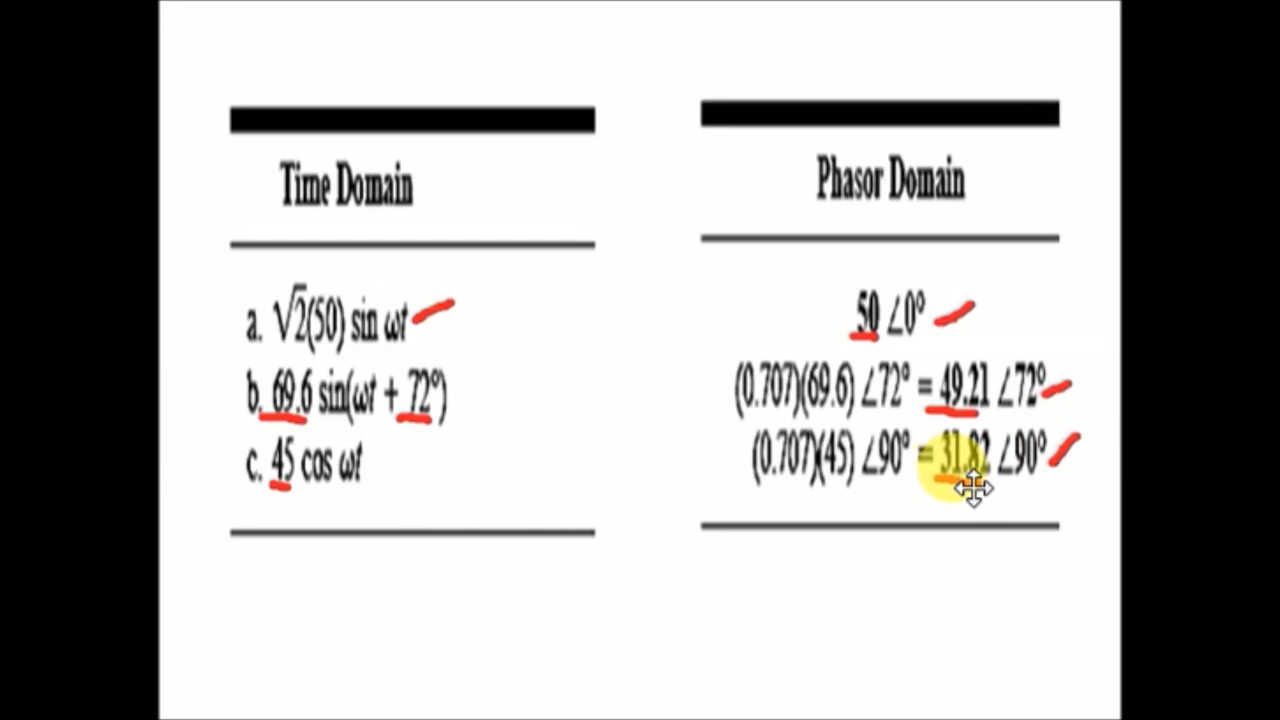 Time Domain
a. √2(50) sin ωt
b. 69.6 sin(ωt + 72°)
c. 45 cos ωt
Phasor Domain
50 ∠0°
(0.707)(69.6) ∠72° = 49.21 ∠72°
(0.707)(45) ∠90° = 31.82 ∠90°